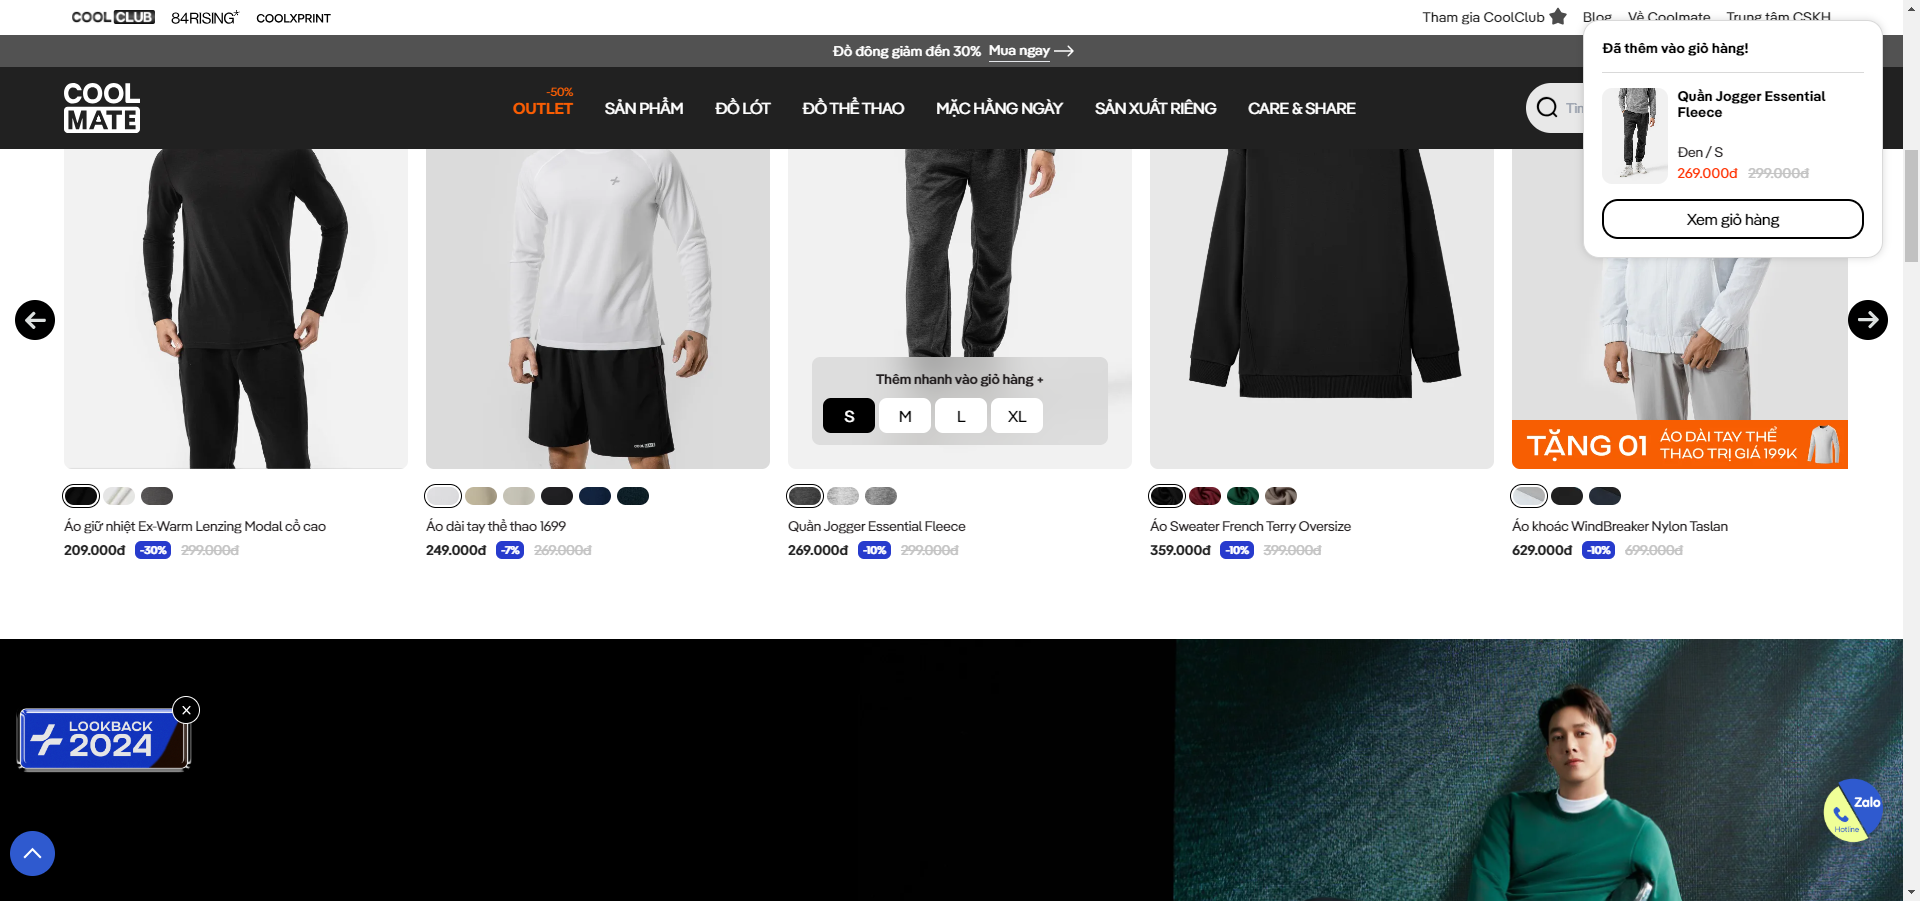 COOL CLUB
84RISING*
COOLXPRINT
Tham gia CoolClub
Blog
Về Coolmate
Trung tâm CSKH
Đồ đông giảm đến 30% Mua ngay
COOL
MATE
-50%
OUTLET
SẢN PHẨM
ĐỒ LÓT
ĐỒ THỂ THAO
MẶC HẰNG NGÀY
SẢN XUẤT RIÊNG
CARE & SHARE
Đã thêm vào giỏ hàng!
Quần Jogger Essential
Fleece
Đen / S
269.000đ 299.000đ
Xem giỏ hàng
Thêm nhanh vào giỏ hàng +
S
M
L
XL
TẶNG 01
ÁO DÀI TAY THỂ
THAO TRỊ GIÁ 199K
Áo giữ nhiệt Ex-Warm Lenzing Modal cổ cao
209.000đ -30% 299.000đ
Áo dài tay thể thao 1699
249.000đ -7% 269.000đ
Quần Jogger Essential Fleece
269.000đ -10% 299.000đ
Áo Sweater French Terry Oversize
359.000đ -10% 399.000đ
Áo khoác WindBreaker Nylon Taslan
629.000đ -10% 699.000đ
LOOKBACK
2024
Zalo
Hotline